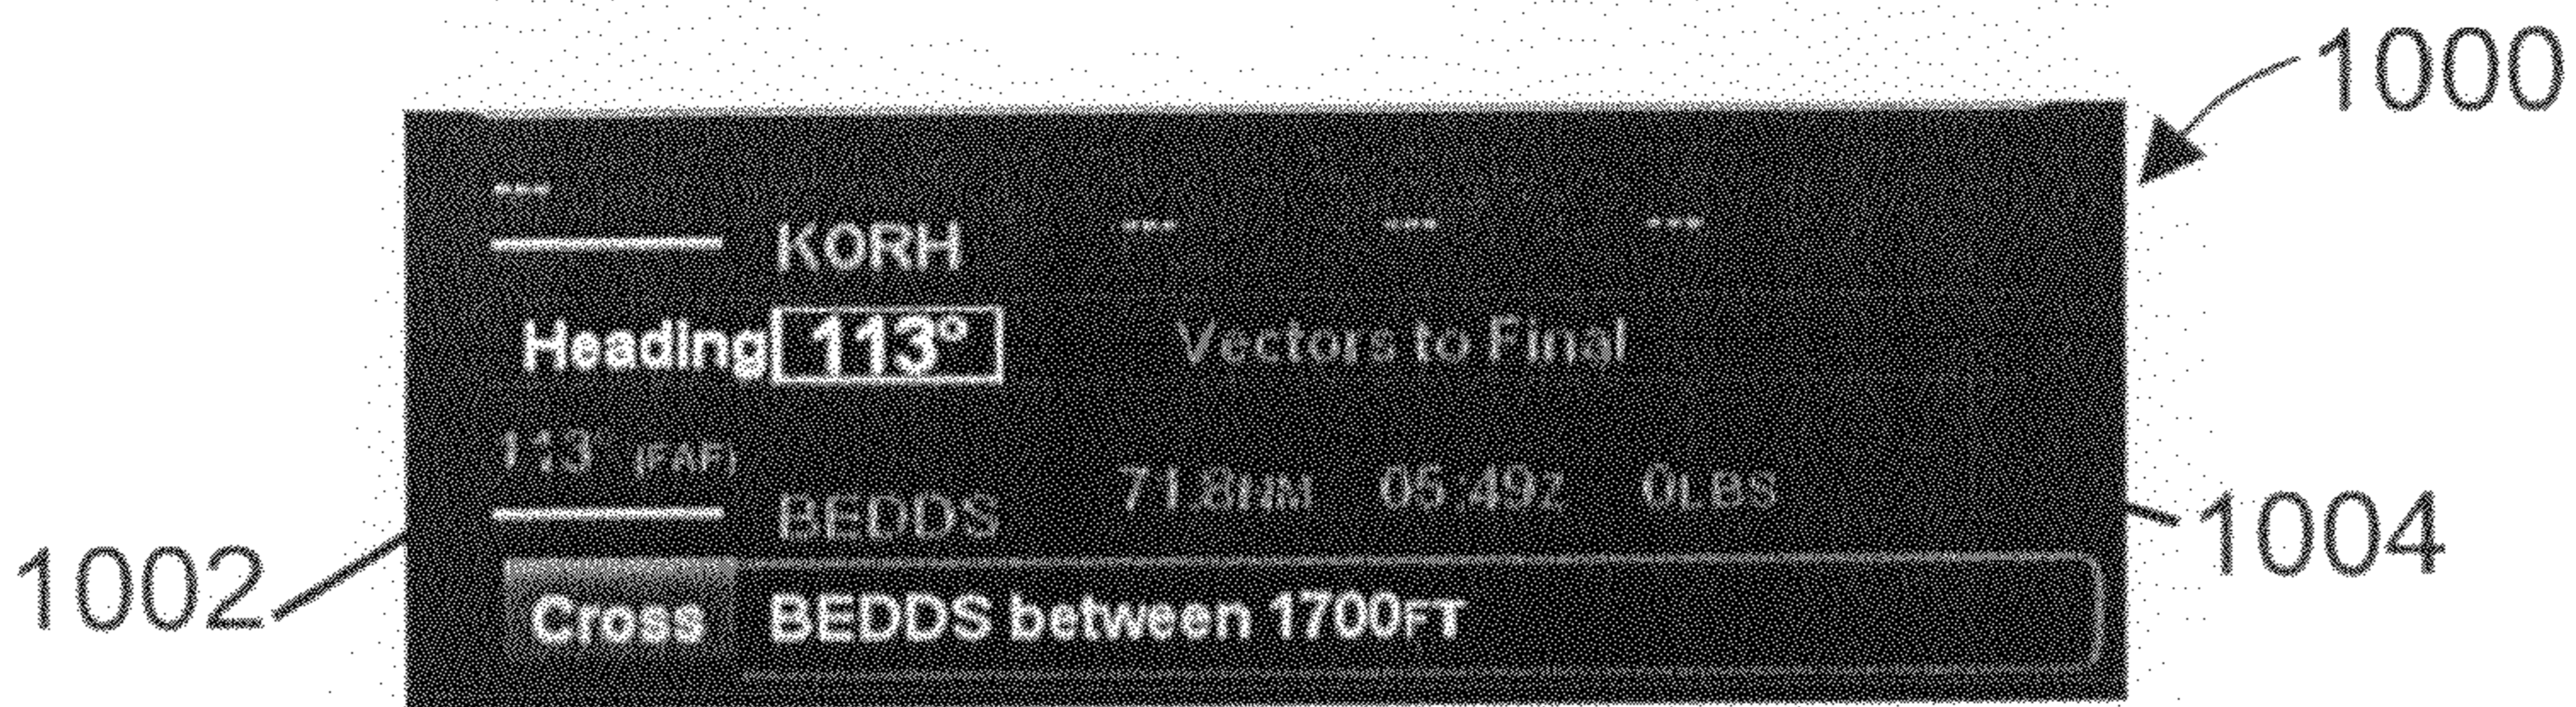 1000
---
KORH --- --- ---
Heading 113° Vectors to Final
113° (FAF)
BEDDS 71.8NM 05:49Z 0LBS
1004
1002
Cross BEDDS between 1700FT